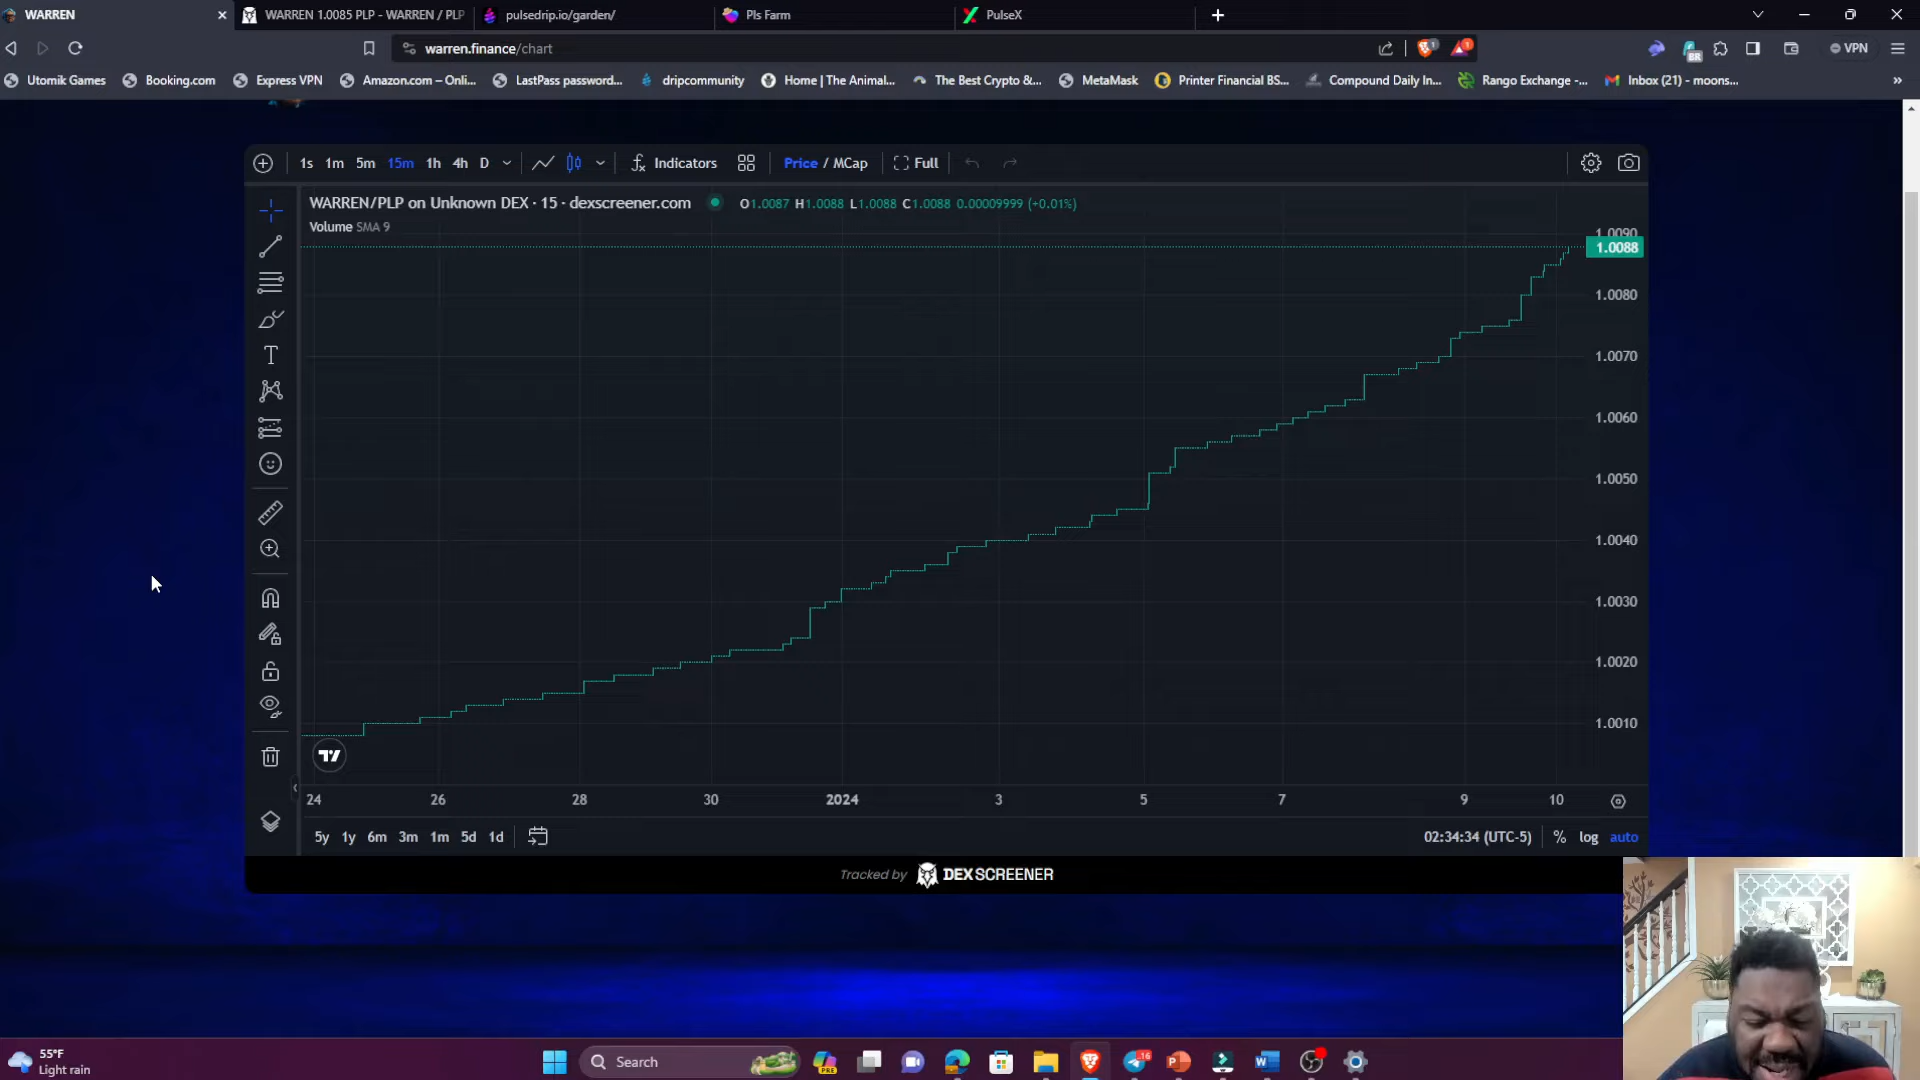 WARREN
WARREN 1.0085 PLP - WARREN / PLP
pulsedrip.io/garden/
Pls Farm
PulseX
warren.finance/chart
VPN
Utomik Games
Booking.com
Express VPN
Amazon.com – Onli...
LastPass password...
dripcommunity
Home | The Animal...
The Best Crypto &...
MetaMask
Printer Financial BS...
Compound Daily In...
Rango Exchange -...
Inbox (21) - moons...
1s 1m 5m 15m 1h 4h D
Indicators
Price / MCap
Full
WARREN/PLP on Unknown DEX · 15 · dexscreener.com
O1.0087 H1.0088 L1.0088 C1.0088 0.00009999 (+0.01%)
Volume SMA 9
1.0090
1.0088
1.0080
1.0070
1.0060
1.0050
1.0040
1.0030
1.0020
1.0010
24 26 28 30 2024 3 5 7 9 10
5y 1y 6m 3m 1m 5d 1d
02:34:34 (UTC-5)
% log auto
Tracked by DEXSCREENER
55°F
Light rain
Search
PRE
16